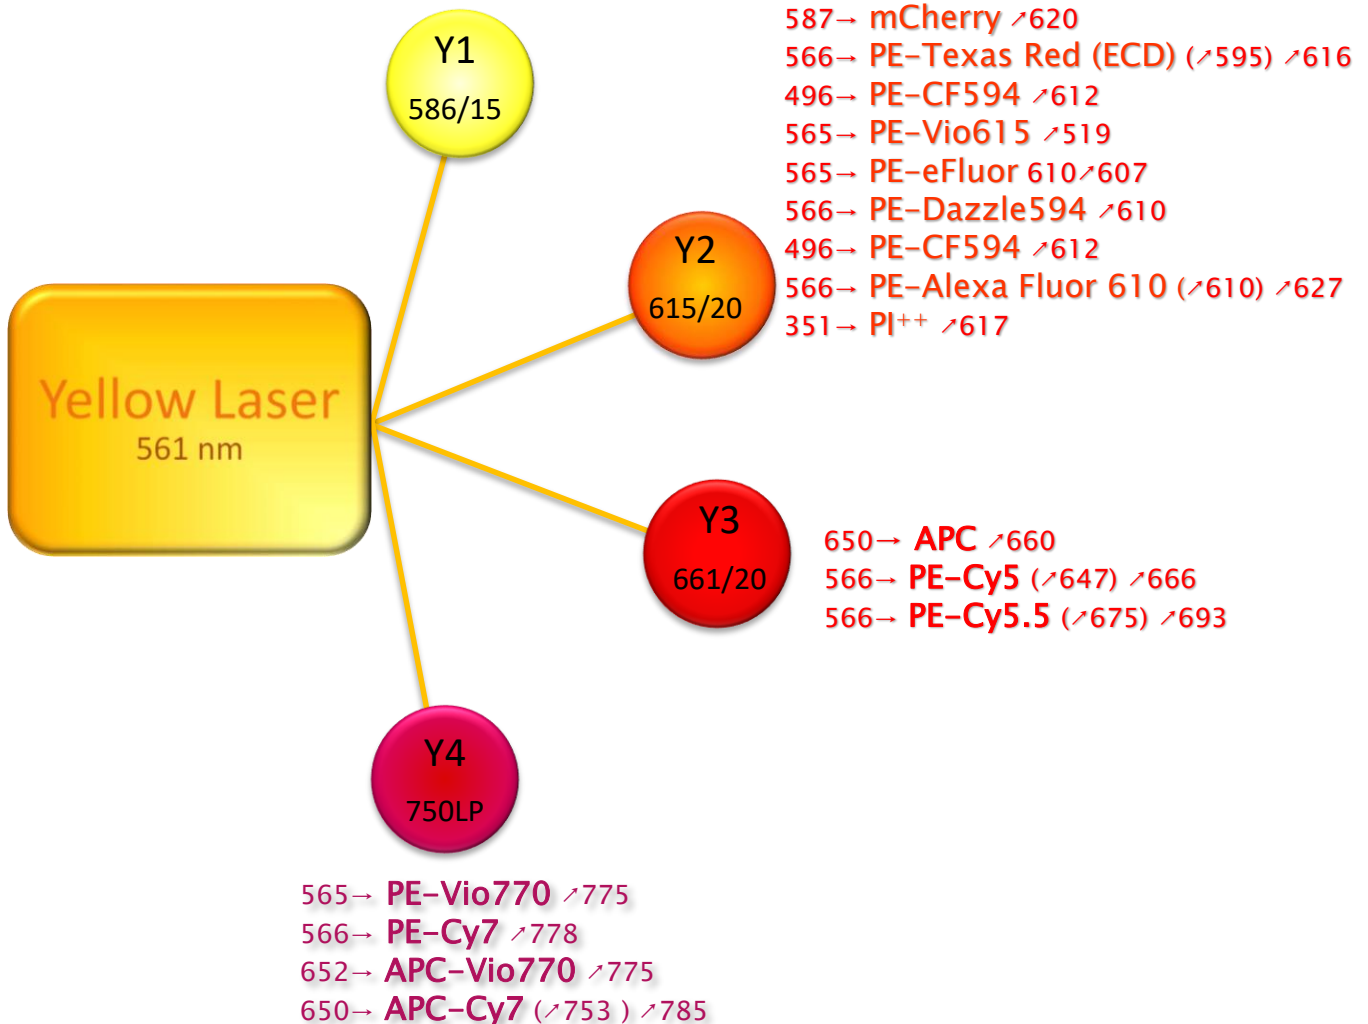 Y1
586/15
587→ mCherry ↗620
566→ PE-Texas Red (ECD) (↗595) ↗616
496→ PE-CF594 ↗612
565→ PE-Vio615 ↗519
565→ PE-eFluor 610↗607
566→ PE-Dazzle594 ↗610
496→ PE-CF594 ↗612
566→ PE-Alexa Fluor 610 (↗610) ↗627
351→ PI⁺⁺ ↗617
Y2
615/20
Yellow Laser
561 nm
Y3
661/20
650→ APC ↗660
566→ PE-Cy5 (↗647) ↗666
566→ PE-Cy5.5 (↗675) ↗693
Y4
750LP
565→ PE-Vio770 ↗775
566→ PE-Cy7 ↗778
652→ APC-Vio770 ↗775
650→ APC-Cy7 (↗753 ) ↗785